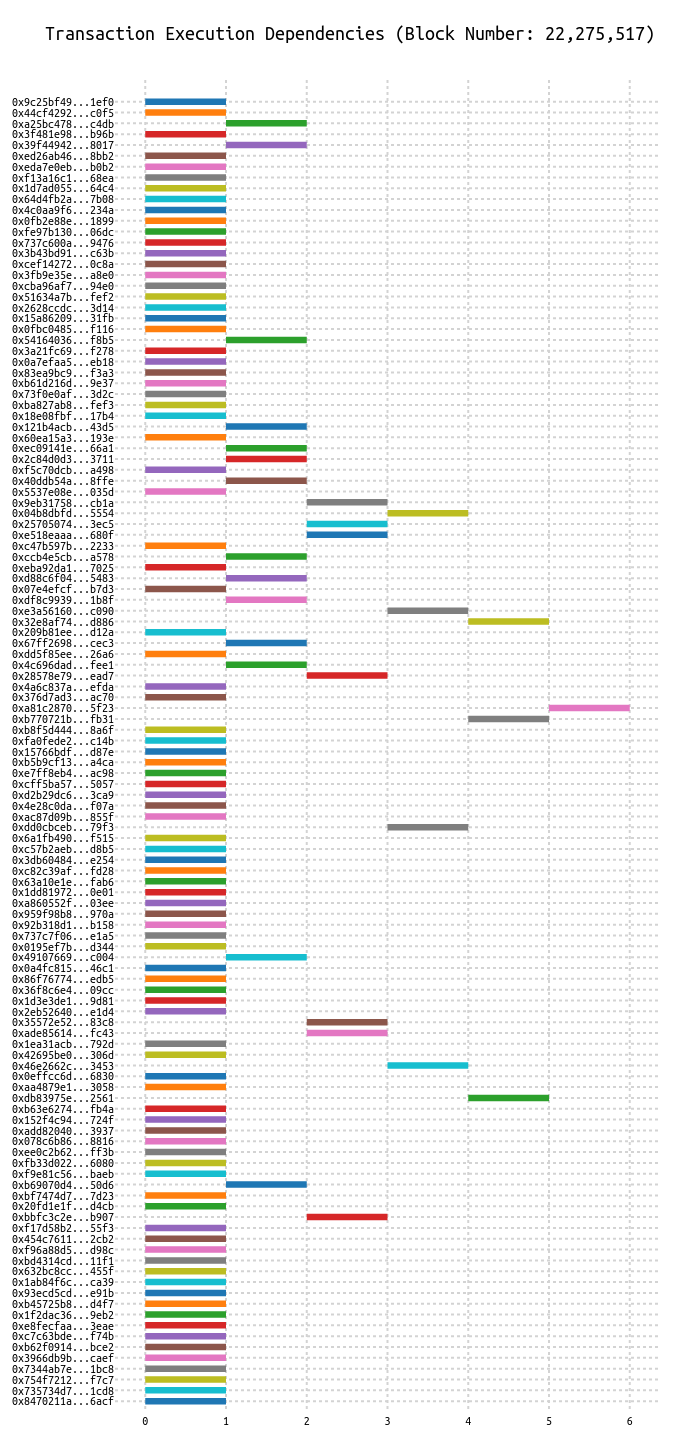 Transaction Execution Dependencies (Block Number: 22,275,517)
0x9c25bf49...1ef0
0x44cf4292...c0f5
0xa25bc478...c4db
0x3f481e98...b96b
0x39f44942...8017
0xed26ab46...8bb2
0xeda7e0eb...b0b2
0xf13a16c1...68ea
0x1d7ad055...64c4
0x64d4fb2a...7b08
0x4c0aa9f6...234a
0x0fb2e88e...1899
0xfe97b130...06dc
0x737c600a...9476
0x3b43bd91...c63b
0xcef14272...0c8a
0x3fb9e35e...a8e0
0xcba96af7...94e0
0x51634a7b...fef2
0x2628ccdc...3d14
0x15a86209...31fb
0x0fbc0485...f116
0x54164036...f8b5
0x3a21fc69...f278
0x0a7efaa5...eb18
0x83ea9bc9...f3a3
0xb61d216d...9e37
0x73f0e0af...3d2c
0xba827ab8...fef3
0x18e08fbf...17b4
0x121b4acb...43d5
0x60ea15a3...193e
0xec09141e...66a1
0x2c84d0d3...3711
0xf5c70dcb...a498
0x40ddb54a...8ffe
0x5537e08e...035d
0x9eb31758...cb1a
0x04b8dbfd...5554
0x25705074...3ec5
0xe518eaaa...680f
0xc47b597b...2233
0xccb4e5cb...a578
0xeba92da1...7025
0xd88c6f04...5483
0x07e4efcf...b7d3
0xdf8c9939...1b8f
0xe3a56160...c090
0x32e8af74...d886
0x209b81ee...d12a
0x67ff2698...cec3
0xdd5f85ee...26a6
0x4c696dad...fee1
0x28578e79...ead7
0x4a6c837a...efda
0x376d7ad3...ac70
0xa81c2870...5f23
0xb770721b...fb31
0xb8f5d444...8a6f
0xfa0fede2...c14b
0x15766bdf...d87e
0xb5b9cf13...a4ca
0xe7ff8eb4...ac98
0xcff5ba57...5057
0xd2b29dc6...3ca9
0x4e28c0da...f07a
0xac87d09b...855f
0xdd0cbceb...79f3
0x6a1fb490...f515
0xc57b2aeb...d8b5
0x3db60484...e254
0xc82c39af...fd28
0x63a10e1e...fab6
0x1dd81972...0e01
0xa860552f...03ee
0x959f98b8...970a
0x92b318d1...b158
0x737c7f06...e1a5
0x0195ef7b...d344
0x49107669...c004
0x0a4fc815...46c1
0x86f76774...edb5
0x36f8c6e4...09cc
0x1d3e3de1...9d81
0x2eb52640...e1d4
0x35572e52...83c8
0xade85614...fc43
0x1ea31acb...792d
0x42695be0...306d
0x46e2662c...3453
0x0effcc6d...6830
0xaa4879e1...3058
0xdb83975e...2561
0xb63e6274...fb4a
0x152f4c94...724f
0xadd82040...3937
0x078c6b86...8816
0xee0c2b62...ff3b
0xfb33d022...6080
0xf9e81c56...baeb
0xb69070d4...50d6
0xbf7474d7...7d23
0x20fd1e1f...d4cb
0xbbfc3c2e...b907
0xf17d58b2...55f3
0x454c7611...2cb2
0xf96a88d5...d98c
0xbd4314cd...11f1
0x632bc8cc...455f
0x1ab84f6c...ca39
0x93ecd5cd...e91b
0xb45725b8...d4f7
0x1f2dac36...9eb2
0xe8fecfaa...3eae
0xc7c63bde...f74b
0xb62f0914...bce2
0x3966db9b...caef
0x7344ab7e...1bc8
0x754f7212...f7c7
0x735734d7...1cd8
0x8470211a...6acf
0 1 2 3 4 5 6